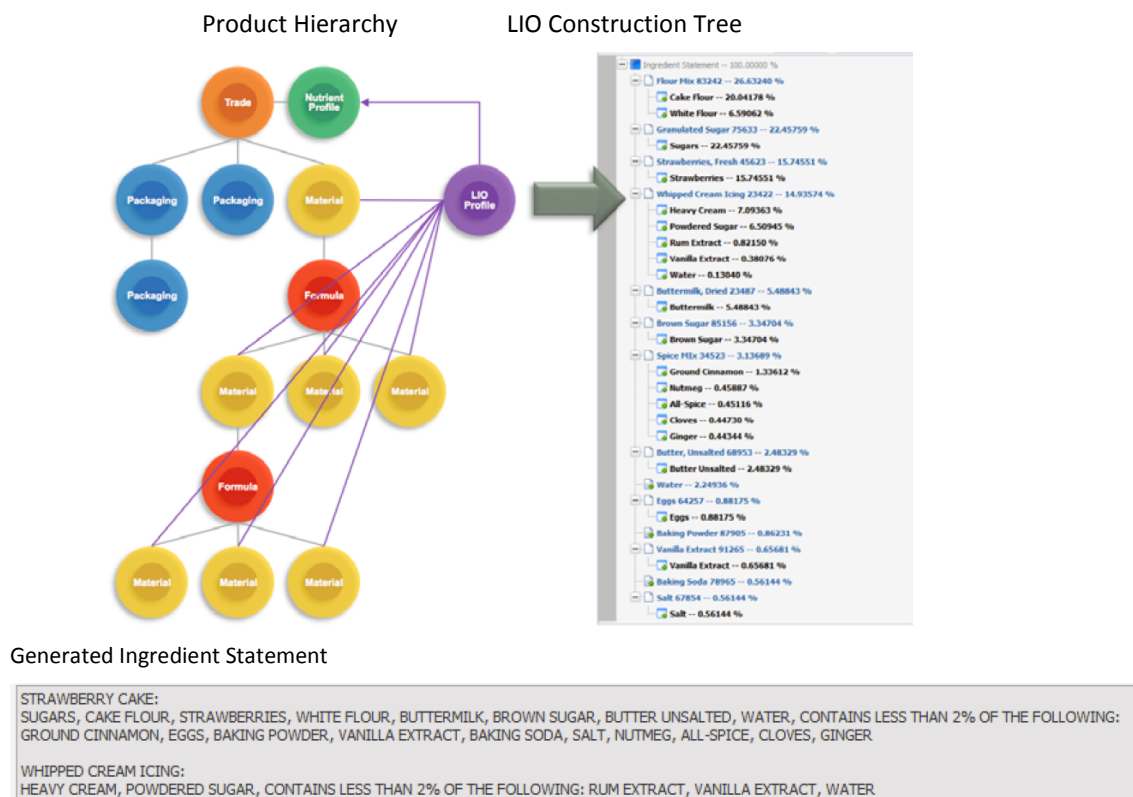 Product Hierarchy
LIO Construction Tree
Trade
Nutrient
Profile
Packaging
Packaging
Material
LIO
Profile
Packaging
Formula
Material
Material
Material
Formula
Material
Material
Material
Ingredient Statement -- 100.00000 %
Flour Mix 83242 -- 26.63240 %
Cake Flour -- 20.04178 %
White Flour -- 6.59062 %
Granulated Sugar 75633 -- 22.45759 %
Sugars -- 22.45759 %
Strawberries, Fresh 45623 -- 15.74551 %
Strawberries -- 15.74551 %
Whipped Cream Icing 23422 -- 14.93574 %
Heavy Cream -- 7.09363 %
Powdered Sugar -- 6.50945 %
Rum Extract -- 0.82150 %
Vanilla Extract -- 0.38076 %
Water -- 0.13040 %
Buttermilk, Dried 23487 -- 5.48843 %
Buttermilk -- 5.48843 %
Brown Sugar 85156 -- 3.34704 %
Brown Sugar -- 3.34704 %
Spice MIx 34523 -- 3.13689 %
Ground Cinnamon -- 1.33612 %
Nutmeg -- 0.45887 %
All-Spice -- 0.45116 %
Cloves -- 0.44730 %
Ginger -- 0.44344 %
Butter, Unsalted 68953 -- 2.48329 %
Butter Unsalted -- 2.48329 %
Water -- 2.24936 %
Eggs 64257 -- 0.88175 %
Eggs -- 0.88175 %
Baking Powder 87905 -- 0.86231 %
Vanilla Extract 91265 -- 0.65681 %
Vanilla Extract -- 0.65681 %
Baking Soda 78965 -- 0.56144 %
Salt 67854 -- 0.56144 %
Salt -- 0.56144 %
Generated Ingredient Statement
STRAWBERRY CAKE:
SUGARS, CAKE FLOUR, STRAWBERRIES, WHITE FLOUR, BUTTERMILK, BROWN SUGAR, BUTTER UNSALTED, WATER, CONTAINS LESS THAN 2% OF THE FOLLOWING:
GROUND CINNAMON, EGGS, BAKING POWDER, VANILLA EXTRACT, BAKING SODA, SALT, NUTMEG, ALL-SPICE, CLOVES, GINGER
WHIPPED CREAM ICING:
HEAVY CREAM, POWDERED SUGAR, CONTAINS LESS THAN 2% OF THE FOLLOWING: RUM EXTRACT, VANILLA EXTRACT, WATER